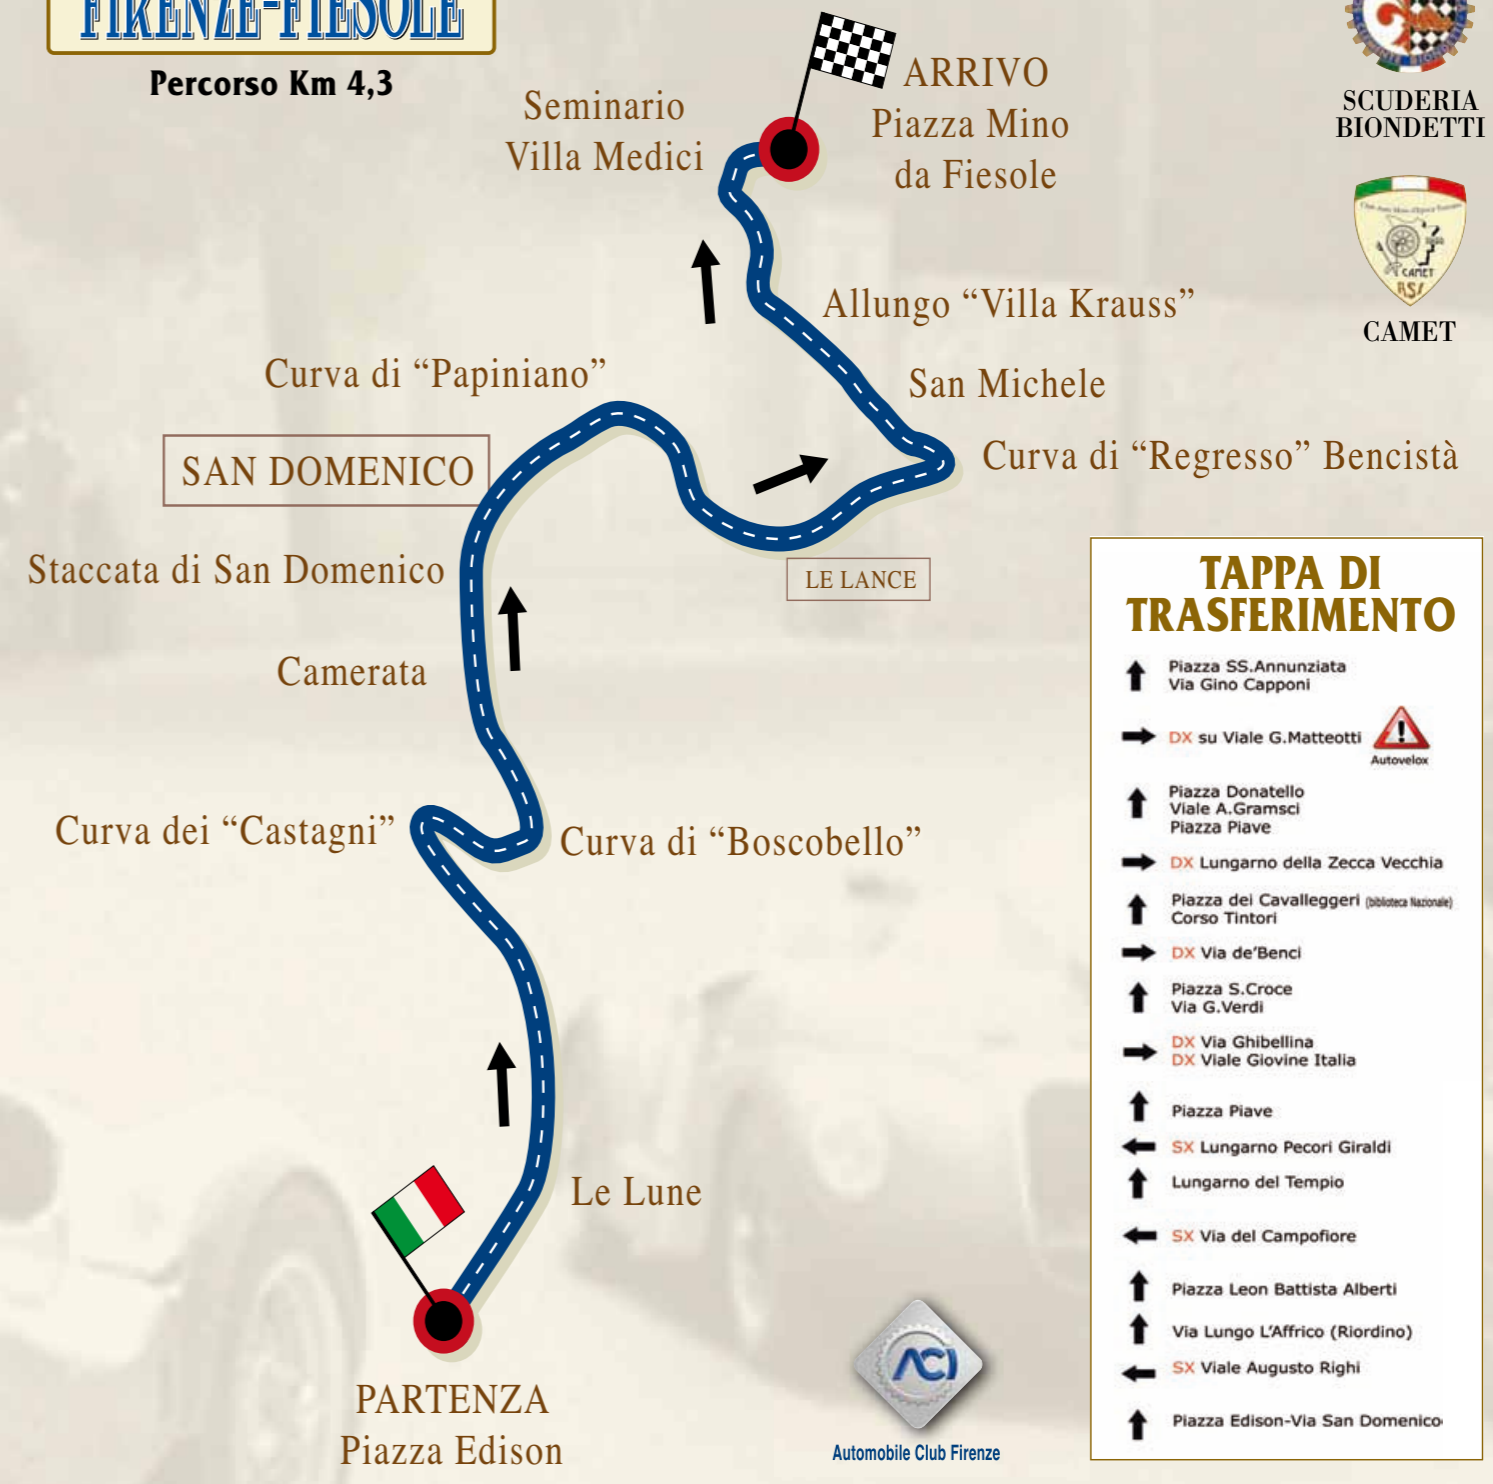 FIRENZE-FIESOLE
Percorso Km 4,3
SCUDERIA
BIONDETTI
CAMET
RSI
CAMET
ARRIVO
Piazza Mino
da Fiesole
Seminario
Villa Medici
Allungo “Villa Krauss”
San Michele
Curva di “Regresso” Bencistà
Curva di “Papiniano”
SAN DOMENICO
LE LANCE
Staccata di San Domenico
Camerata
Curva dei “Castagni”
Curva di “Boscobello”
Le Lune
PARTENZA
Piazza Edison
ACI
Automobile Club Firenze
TAPPA DI
TRASFERIMENTO
Piazza SS.Annunziata
Via Gino Capponi
DX su Viale G.Matteotti
Autovelox
Piazza Donatello
Viale A.Gramsci
Piazza Piave
DX Lungarno della Zecca Vecchia
Piazza dei Cavalleggeri (biblioteca Nazionale)
Corso Tintori
DX Via de'Benci
Piazza S.Croce
Via G.Verdi
DX Via Ghibellina
DX Viale Giovine Italia
Piazza Piave
SX Lungarno Pecori Giraldi
Lungarno del Tempio
SX Via del Campofiore
Piazza Leon Battista Alberti
Via Lungo L'Affrico (Riordino)
SX Viale Augusto Righi
Piazza Edison-Via San Domenico